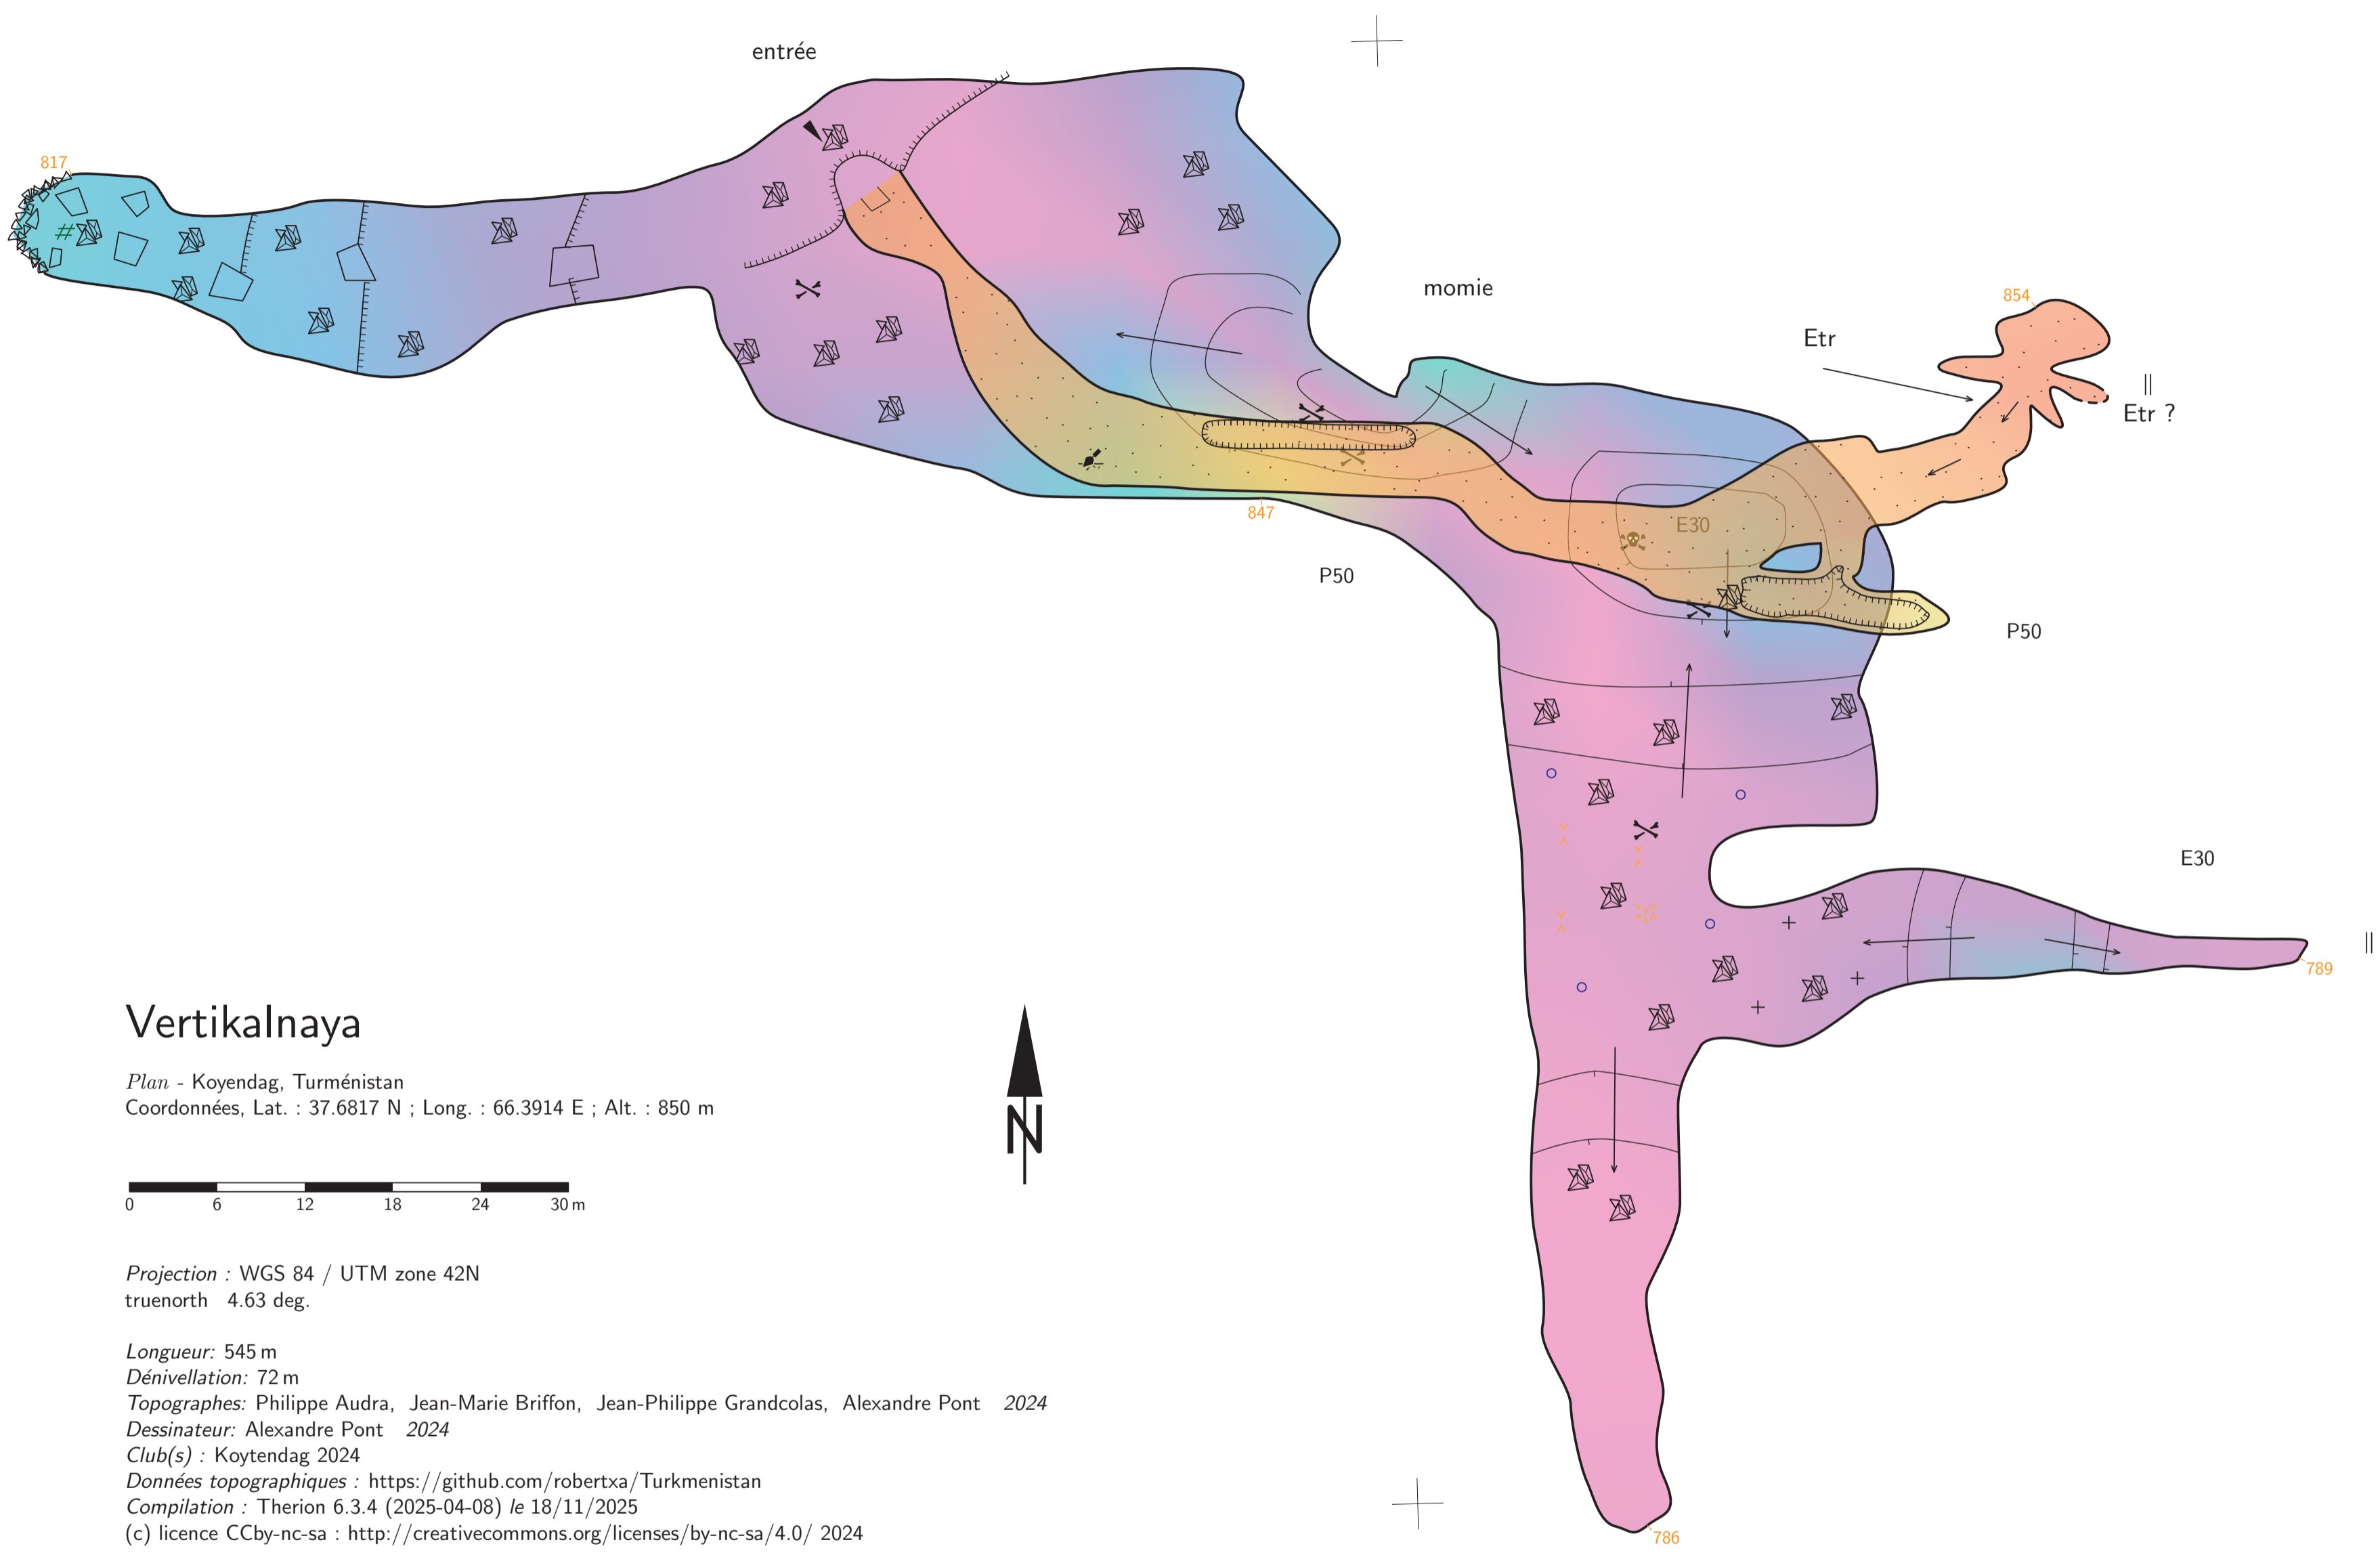 entrée
817
momie
854
Etr
Etr ?
847
E30
P50
P50
E30
789
Vertikalnaya
Plan - Koyendag, Turménistan
Coordonnées, Lat. : 37.6817 N ; Long. : 66.3914 E ; Alt. : 850 m
N
0 6 12 18 24 30 m
Projection : WGS 84 / UTM zone 42N
truenorth 4.63 deg.
Longueur: 545 m
Dénivellation: 72 m
Topographes: Philippe Audra, Jean-Marie Briffon, Jean-Philippe Grandcolas, Alexandre Pont 2024
Dessinateur: Alexandre Pont 2024
Club(s) : Koytendag 2024
Données topographiques : https://github.com/robertxa/Turkmenistan
Compilation : Therion 6.3.4 (2025-04-08) le 18/11/2025
(c) licence CCby-nc-sa : http://creativecommons.org/licenses/by-nc-sa/4.0/ 2024
786